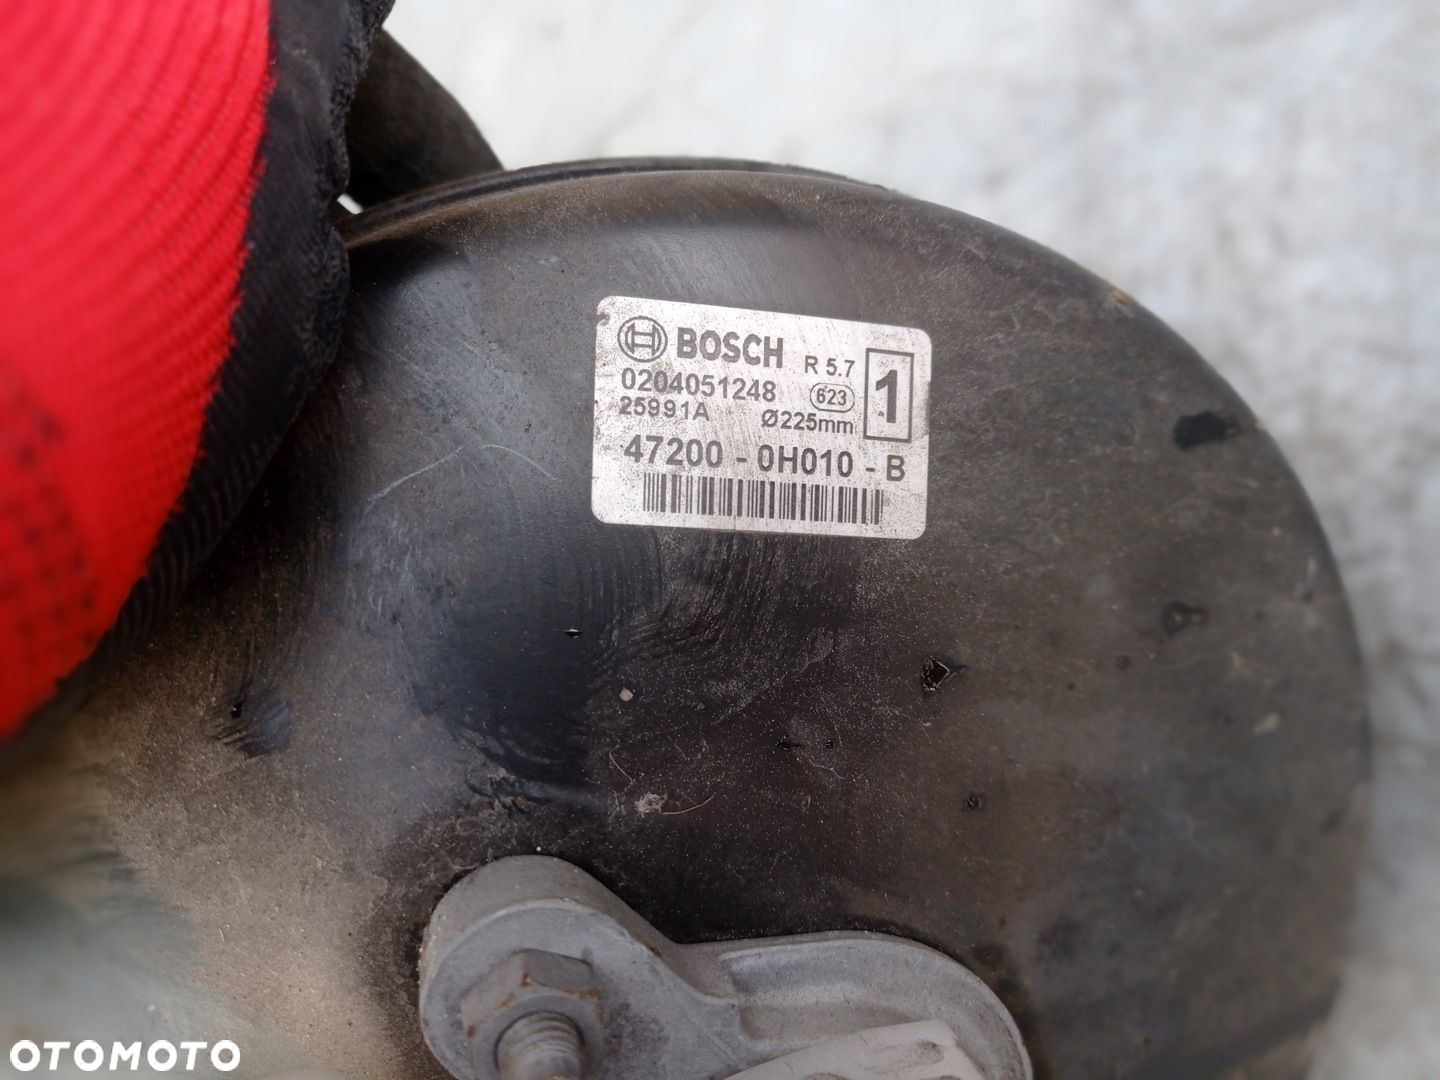 BOSCH R 5.7 1
0204051248 623
25991A Ø225mm
47200 - 0H010 - B
OTOMOTO